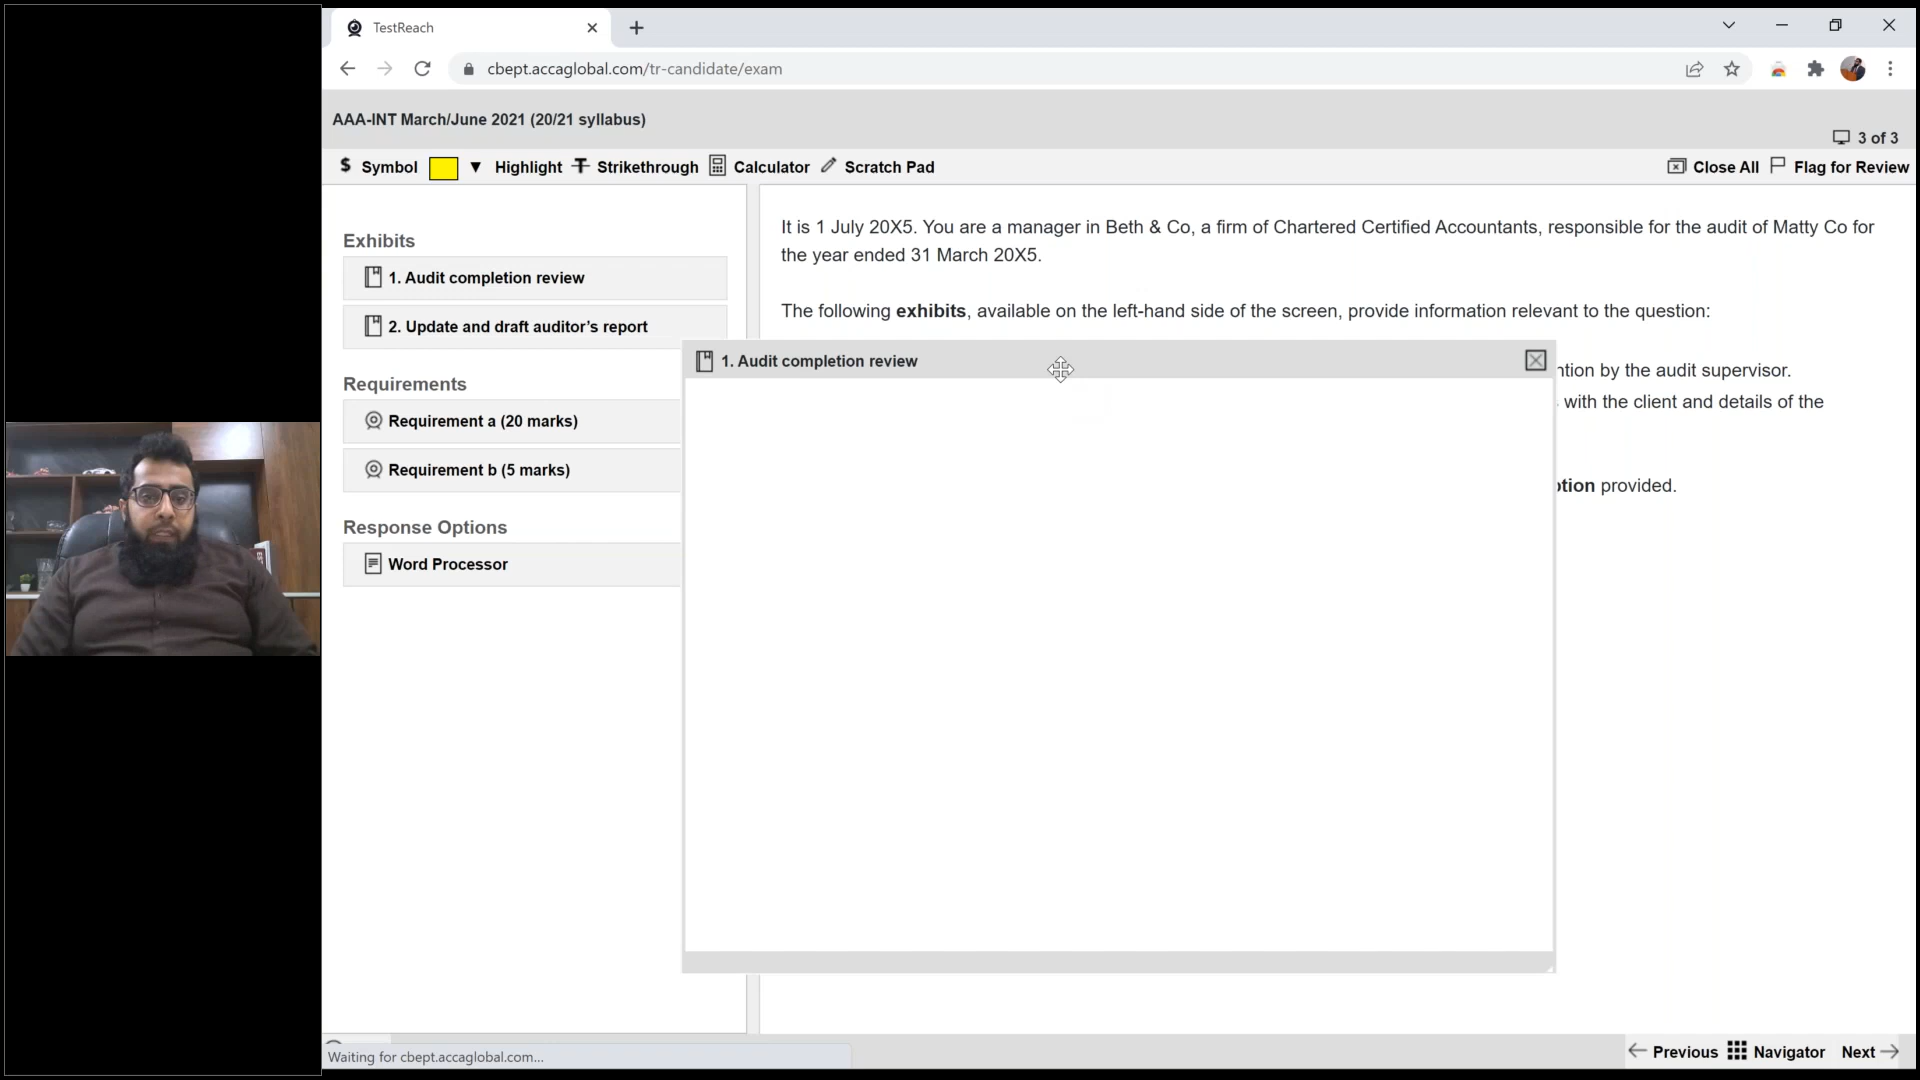 TestReach
cbept.accaglobal.com/tr-candidate/exam
AAA-INT March/June 2021 (20/21 syllabus)
3 of 3
$ Symbol Highlight Strikethrough Calculator Scratch Pad Close All Flag for Review
Exhibits
1. Audit completion review
2. Update and draft auditor's report
Requirements
Requirement a (20 marks)
Requirement b (5 marks)
Response Options
Word Processor
It is 1 July 20X5. You are a manager in Beth & Co, a firm of Chartered Certified Accountants, responsible for the audit of Matty Co for
the year ended 31 March 20X5.
The following exhibits, available on the left-hand side of the screen, provide information relevant to the question:
by the audit supervisor.
with the client and details of the
provided.
1. Audit completion review
Waiting for cbept.accaglobal.com...
Previous Navigator Next